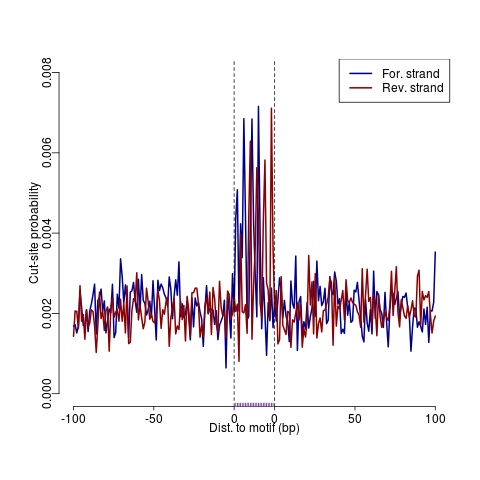 For. strand
Rev. strand
Cut-site probability
0.008
0.006
0.004
0.002
0.000
-100 -50 0 0 50 100
Dist. to motif (bp)